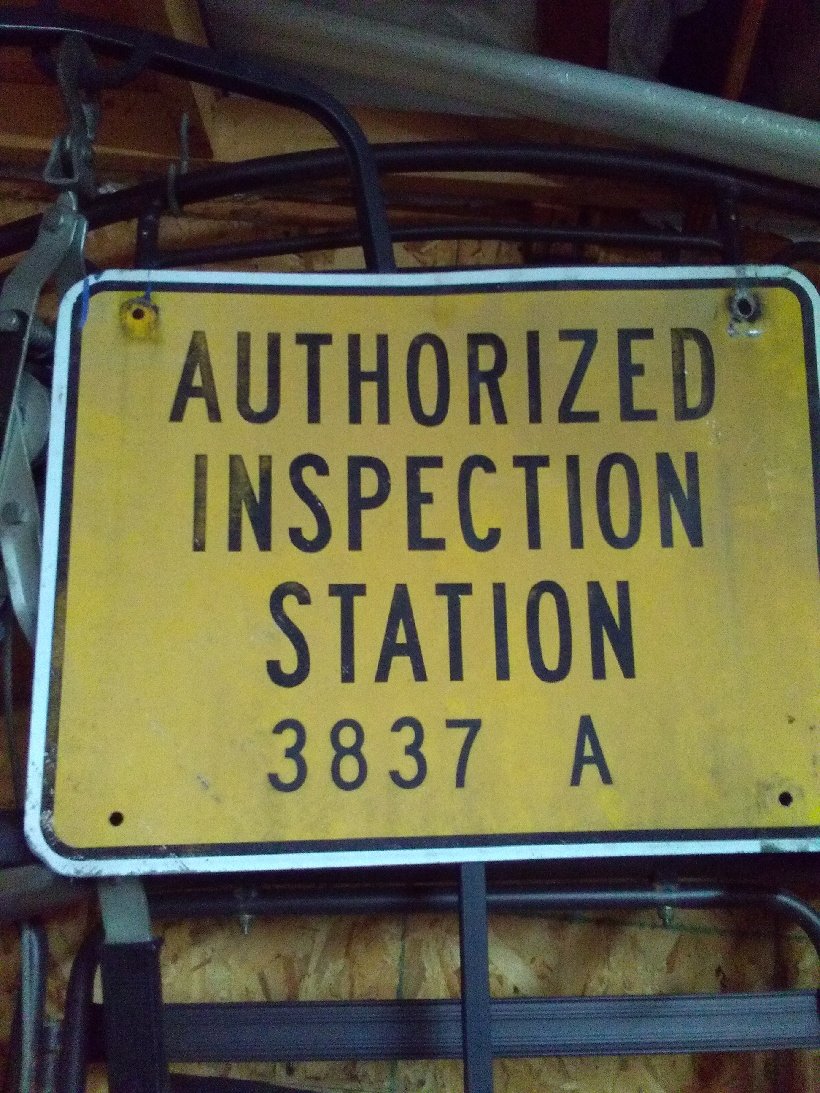 AUTHORIZED
INSPECTION
STATION
3837 A